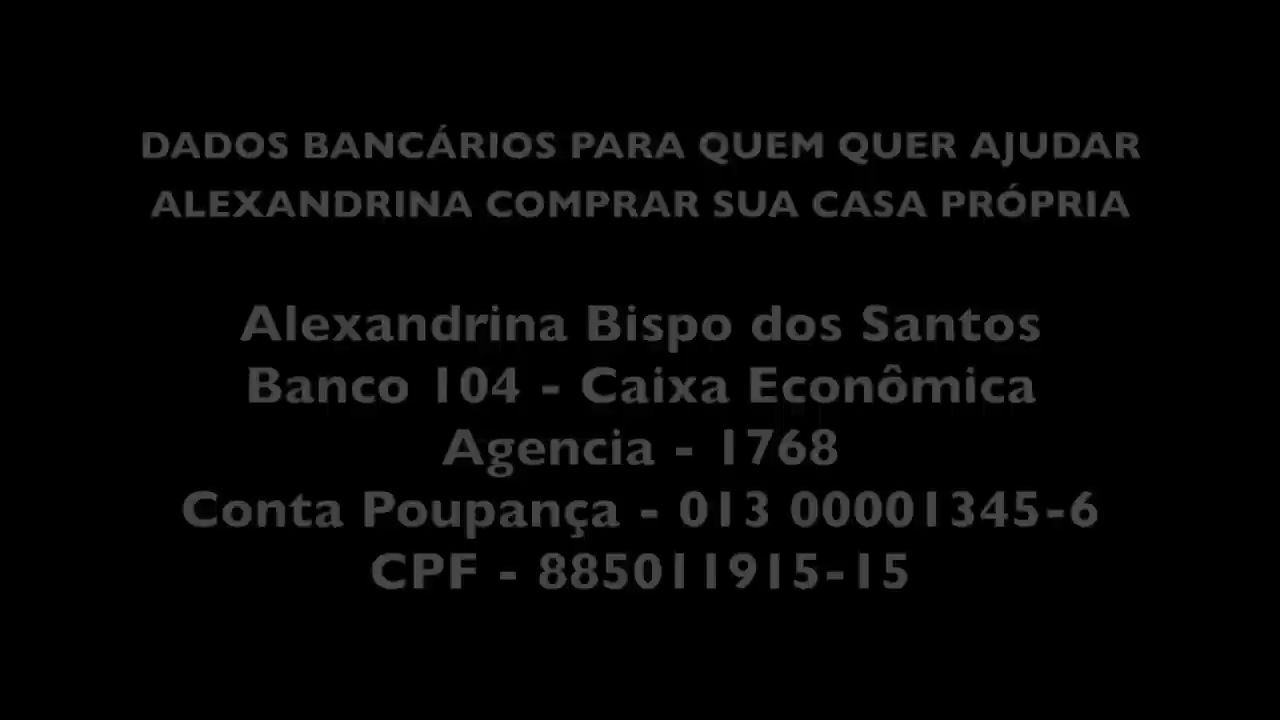 DADOS BANCÁRIOS PARA QUEM QUER AJUDAR
ALEXANDRINA COMPRAR SUA CASA PRÓPRIA
Alexandrina Bispo dos Santos
Banco 104 - Caixa Econômica
Agencia - 1768
Conta Poupança - 013 00001345-6
CPF - 885011915-15